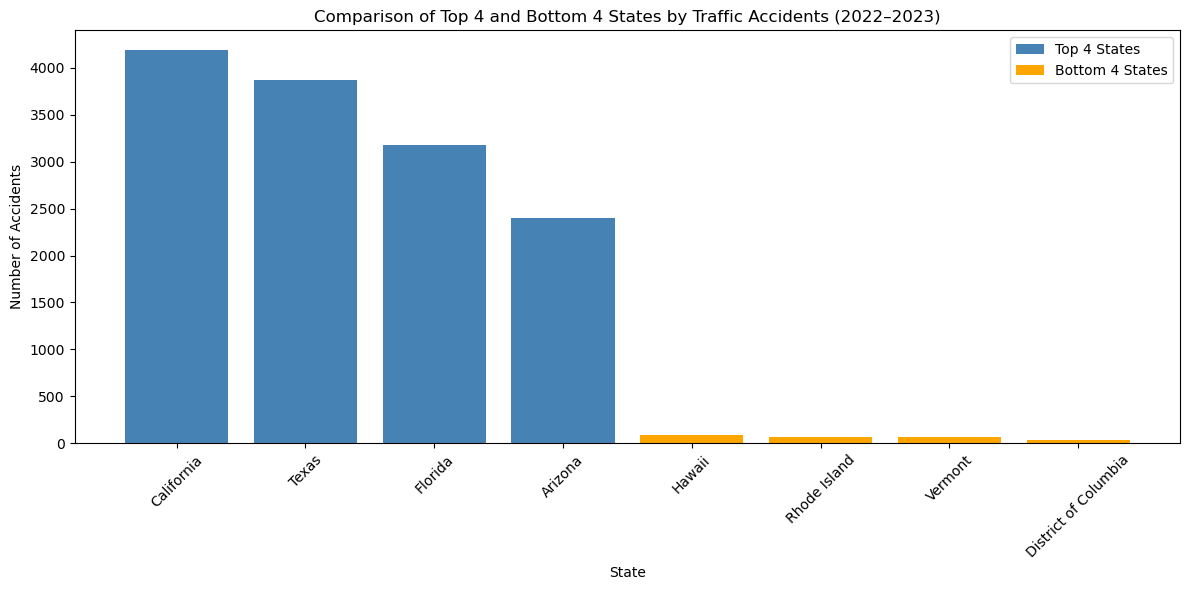 Comparison of Top 4 and Bottom 4 States by Traffic Accidents (2022–2023)
Top 4 States
Bottom 4 States
Number of Accidents
4000
3500
3000
2500
2000
1500
1000
500
0
California
Texas
Florida
Arizona
Hawaii
Rhode Island
Vermont
District of Columbia
State